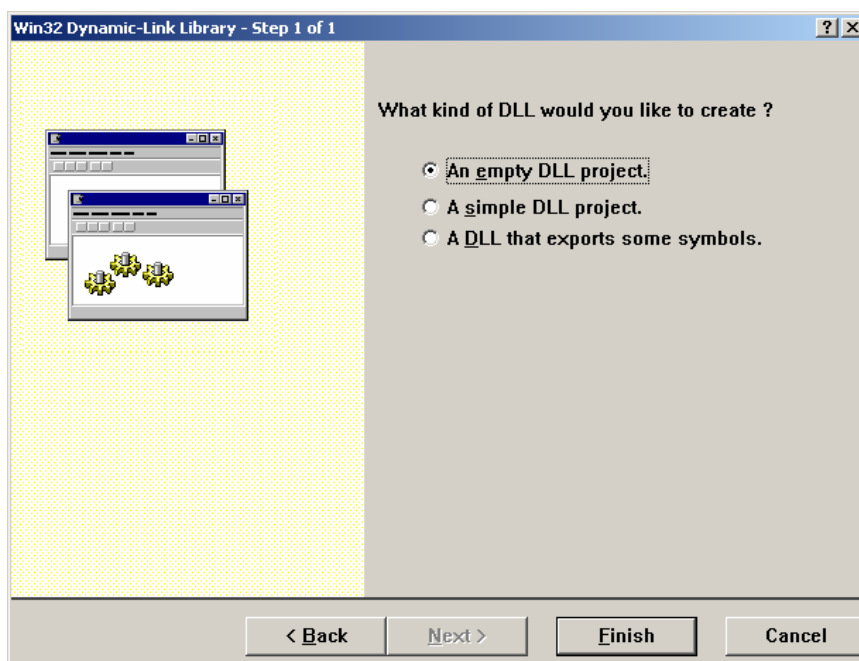 Win32 Dynamic-Link Library - Step 1 of 1
What kind of DLL would you like to create ?
An empty DLL project.
A simple DLL project.
A DLL that exports some symbols.
< Back Next > Finish Cancel